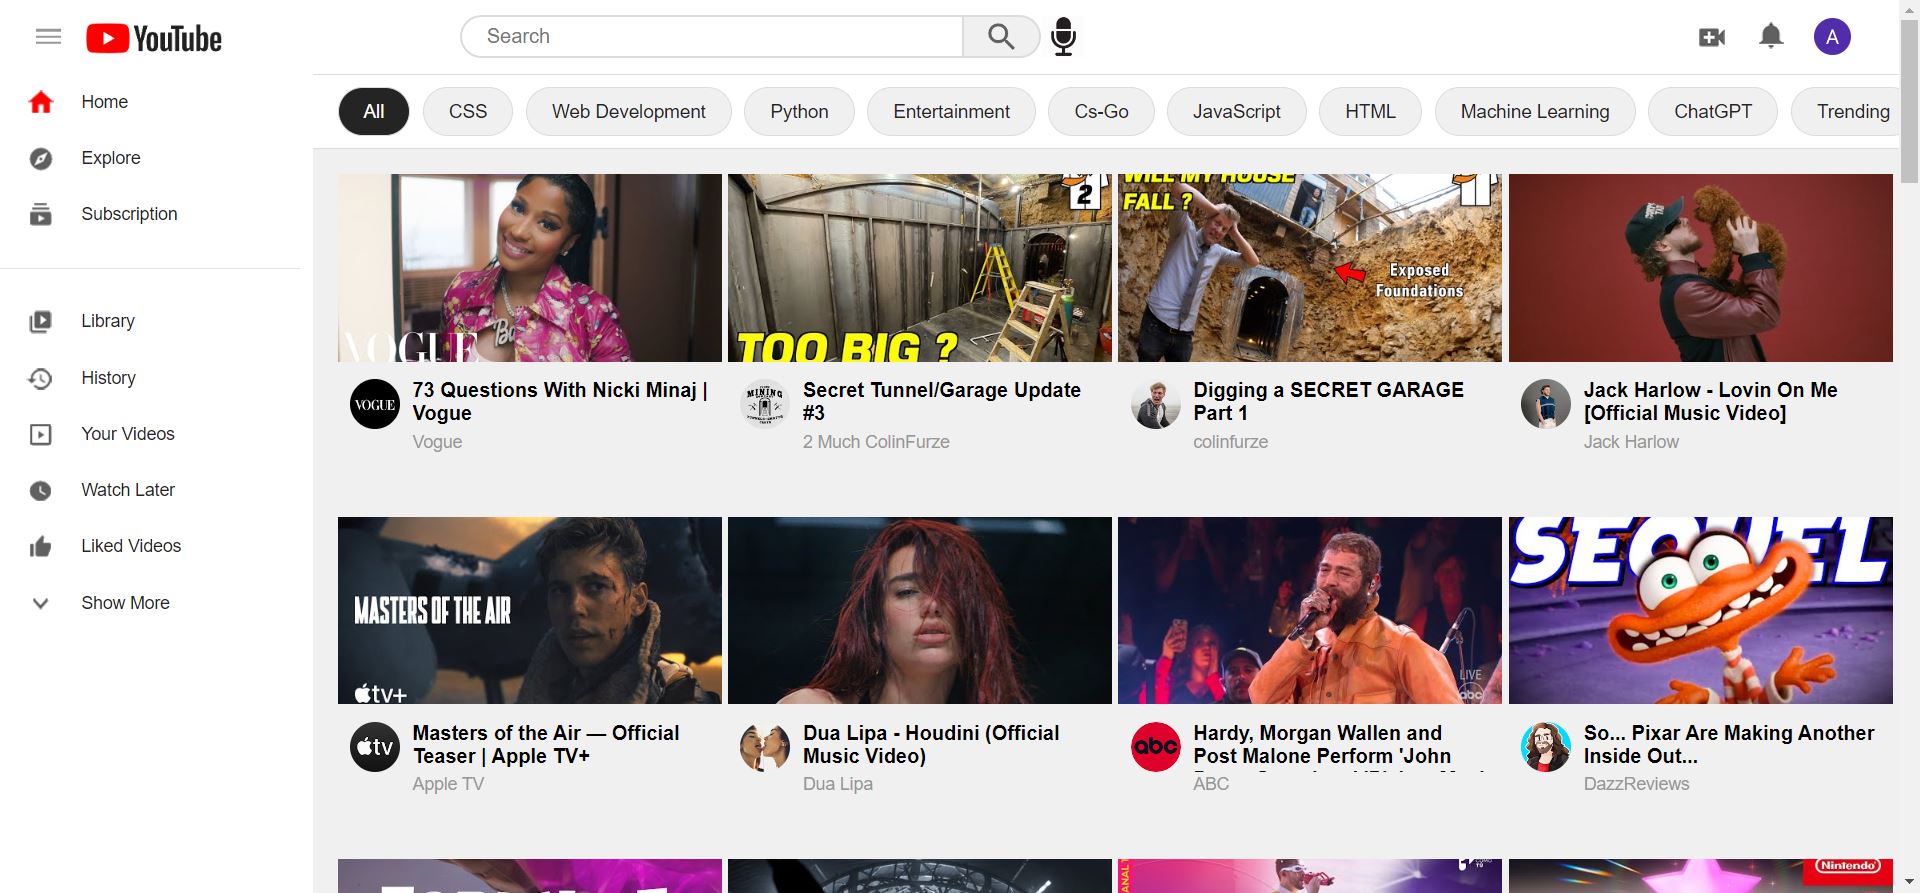 YouTube
Search
A
Home
Explore
Subscription
Library
History
Your Videos
Watch Later
Liked Videos
Show More
All
CSS
Web Development
Python
Entertainment
Cs-Go
JavaScript
HTML
Machine Learning
ChatGPT
Trending
VOGUE
VOGUE
73 Questions With Nicki Minaj |
Vogue
Vogue
2
TOO BIG ?
MINING
Secret Tunnel/Garage Update
#3
2 Much ColinFurze
WILL MY HOUSE
FALL ?
Exposed
Foundations
Digging a SECRET GARAGE
Part 1
colinfurze
Jack Harlow - Lovin On Me
[Official Music Video]
Jack Harlow
MASTERS OF THE AIR
tv+
tv
Masters of the Air — Official
Teaser | Apple TV+
Apple TV
Dua Lipa - Houdini (Official
Music Video)
Dua Lipa
LIVE
abc
abc
Hardy, Morgan Wallen and
Post Malone Perform 'John
ABC
SEQUEL
So... Pixar Are Making Another
Inside Out...
DazzReviews
Nintendo